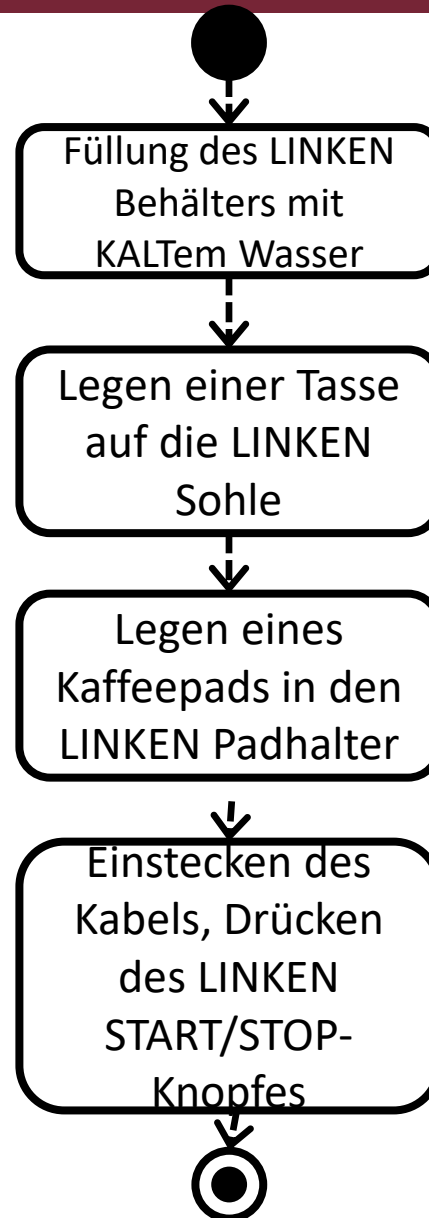 Füllung des LINKEN
Behälters mit
KALTem Wasser
Legen einer Tasse
auf die LINKEN
Sohle
Legen eines
Kaffeepads in den
LINKEN Padhalter
Einstecken des
Kabels, Drücken
des LINKEN
START/STOP-
Knopfes